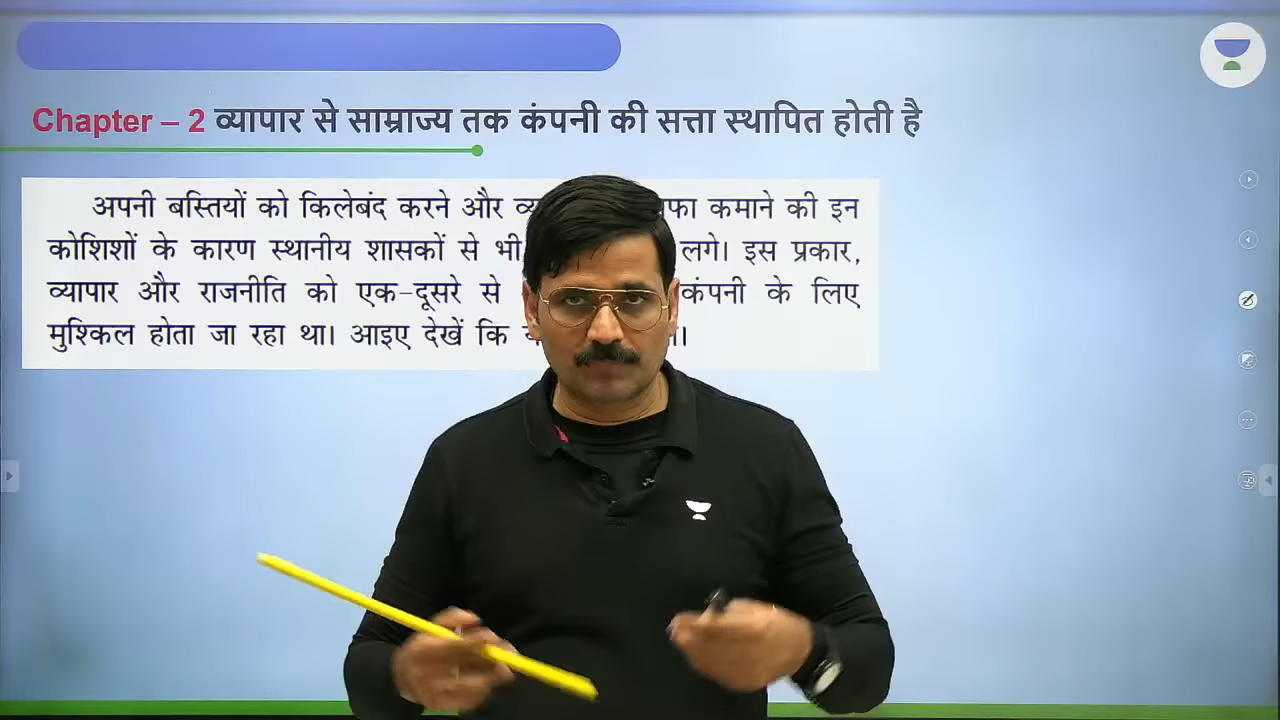 Chapter – 2 व्यापार से साम्राज्य तक कंपनी की सत्ता स्थापित होती है
अपनी बस्तियों को किलेबंद करने और कमाने की इन
कोशिशों के कारण स्थानीय शासकों से भी लगे। इस प्रकार,
व्यापार और राजनीति को एक-दूसरे से कंपनी के लिए
मुश्किल होता जा रहा था। आइए देखें कि